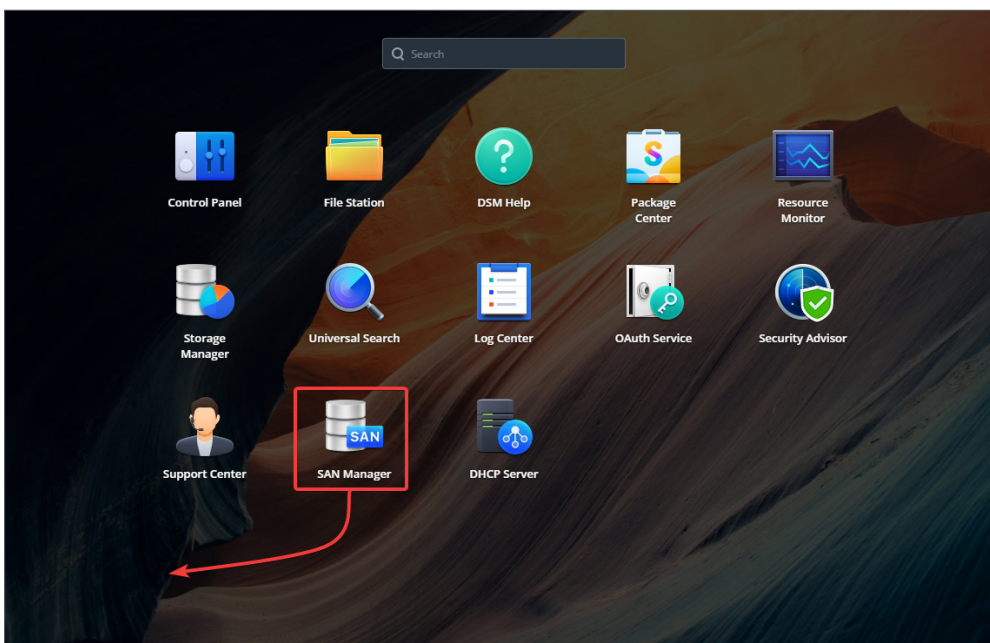 Search
Control Panel
File Station
DSM Help
Package
Center
Resource
Monitor
Storage
Manager
Universal Search
Log Center
OAuth Service
Security Advisor
Support Center
SAN
SAN Manager
DHCP Server
S
?